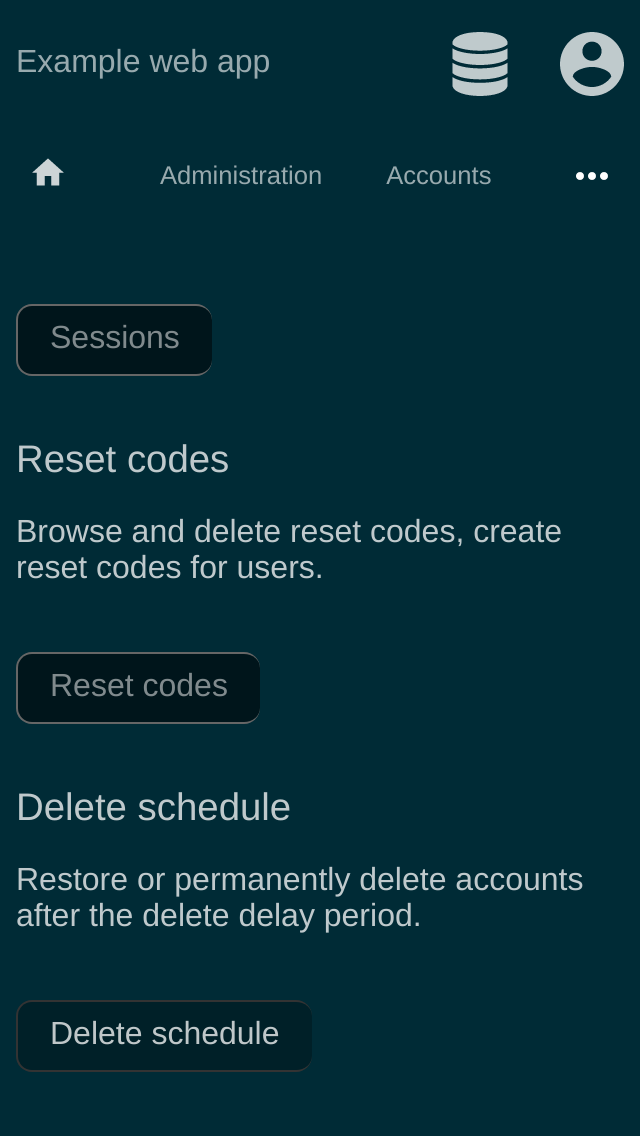 Example web app
Administration Accounts
Sessions
Reset codes
Browse and delete reset codes, create
reset codes for users.
Reset codes
Delete schedule
Restore or permanently delete accounts
after the delete delay period.
Delete schedule